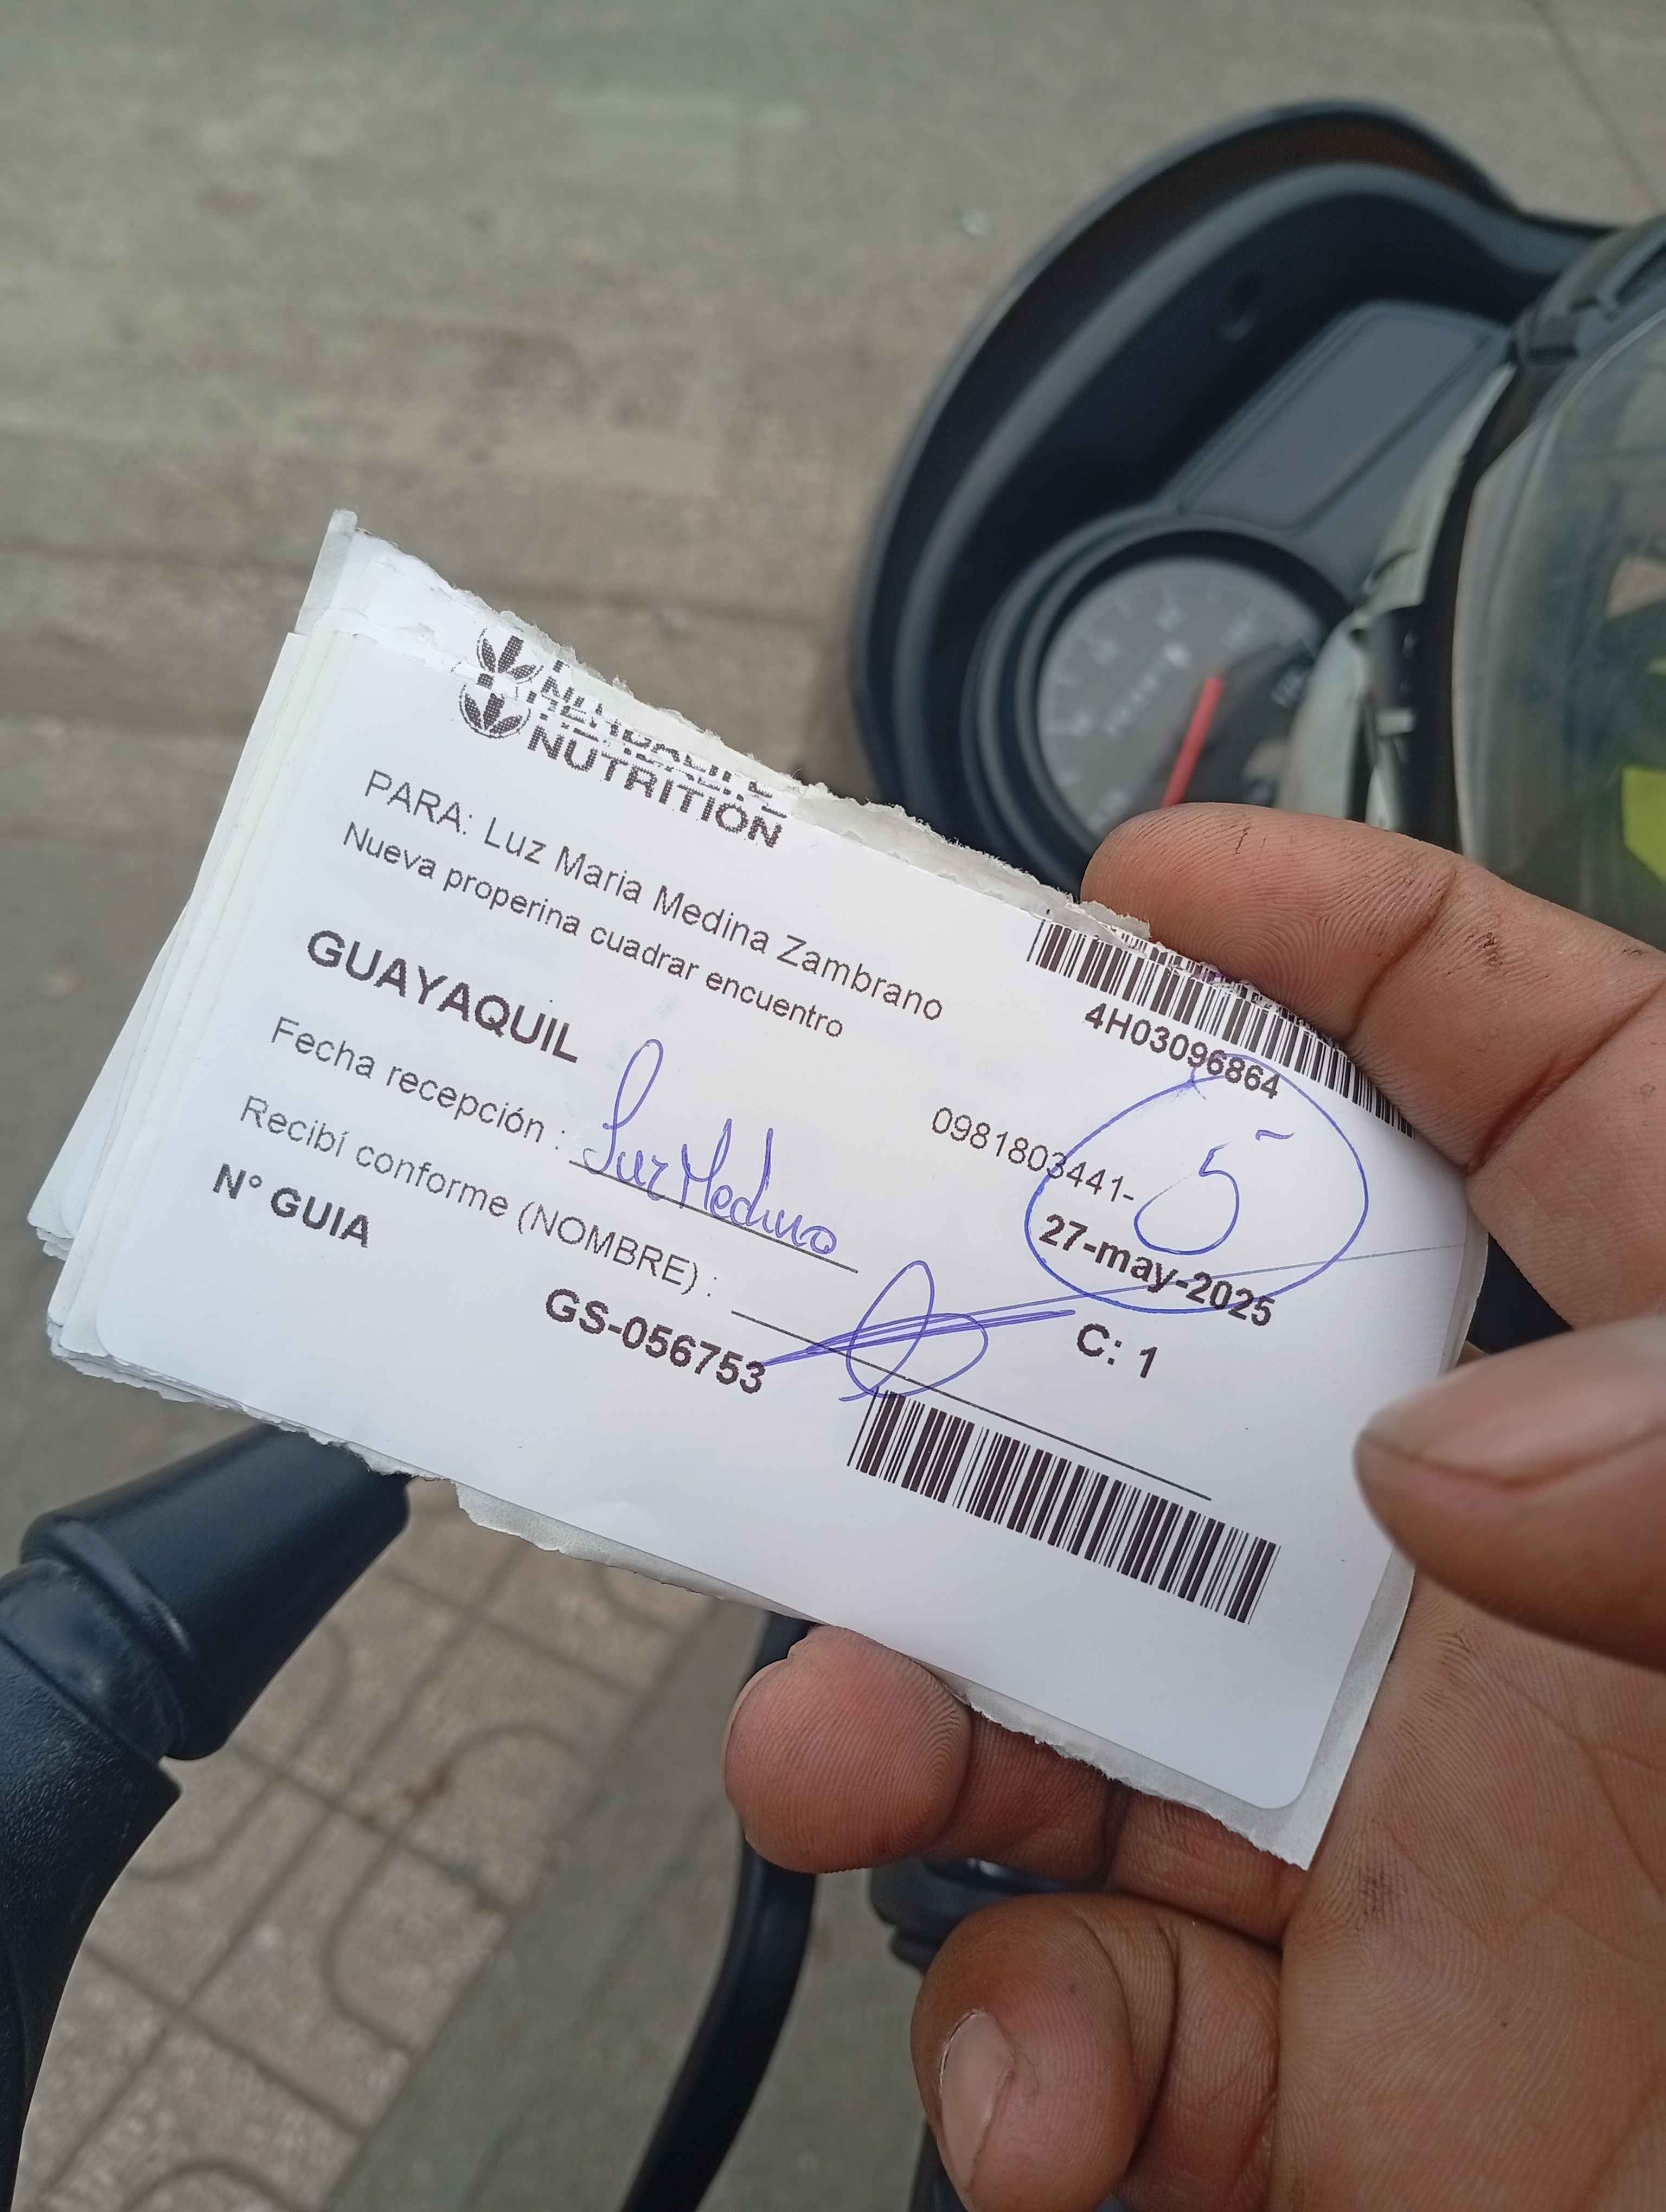 HERBALIFE
NUTRITION
PARA: Luz Maria Medina Zambrano
Nueva properina cuadrar encuentro
4H03096864
GUAYAQUIL
0981803441-
5
27-may-2025
Fecha recepción : Luz Medina
Recibí conforme (NOMBRE) :
C: 1
N° GUIA
GS-056753